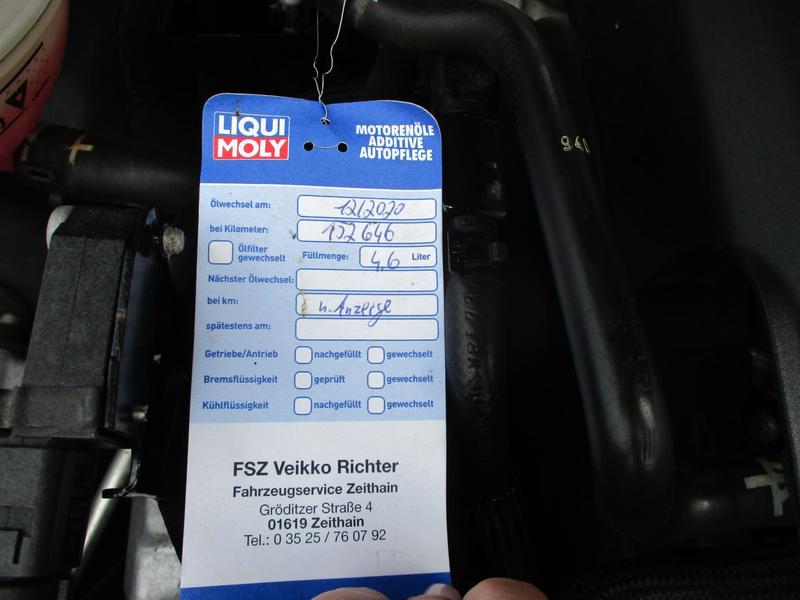 LIQUI
MOLY
MOTORENÖLE
ADDITIVE
AUTOPFLEGE
Ölwechsel am: 12/2020
bei Kilometer: 152 646
Ölfilter
gewechselt
Füllmenge: 4,6 Liter
Nächster Ölwechsel:
bei km: n. Anzeige
spätestens am:
Getriebe/Antrieb nachgefüllt gewechselt
Bremsflüssigkeit geprüft gewechselt
Kühlflüssigkeit nachgefüllt gewechselt
FSZ Veikko Richter
Fahrzeugservice Zeithain
Gröditzer Straße 4
01619 Zeithain
Tel.: 0 35 25 / 76 07 92